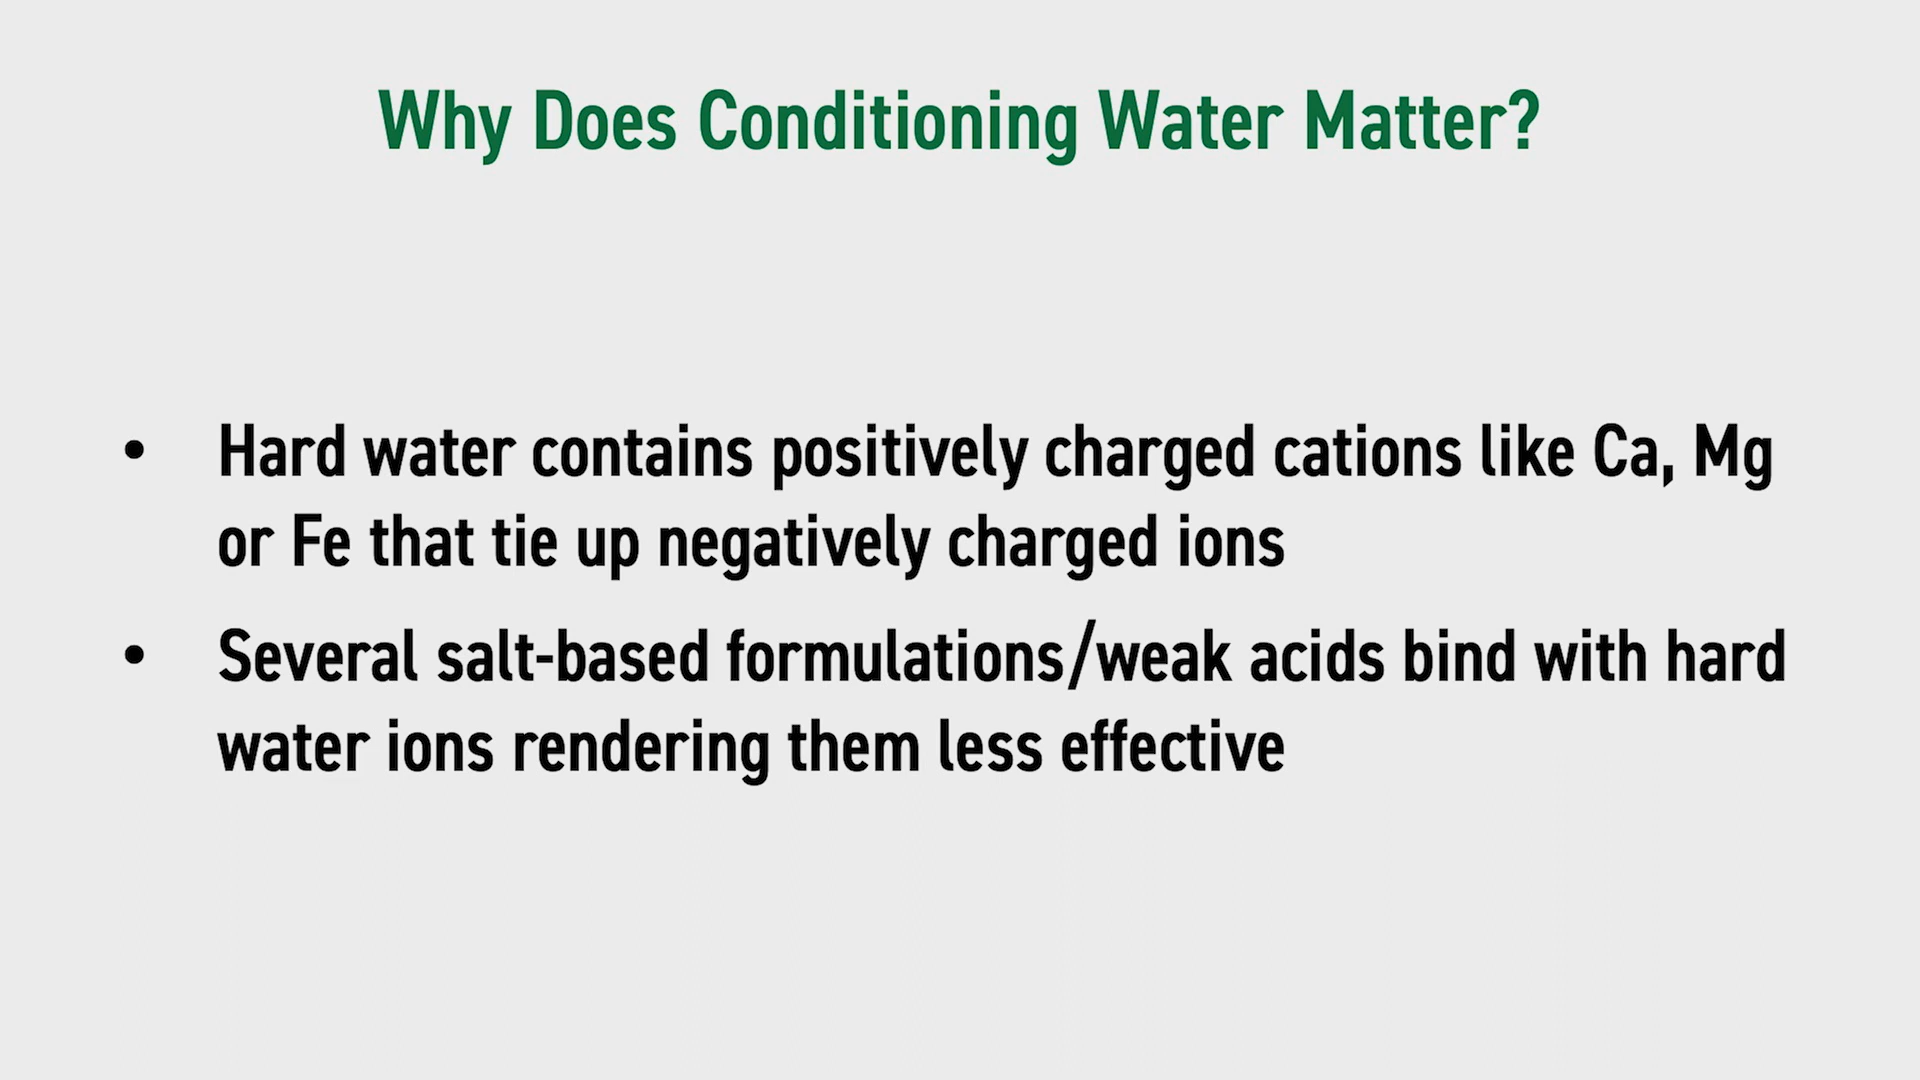 Why Does Conditioning Water Matter?
• Hard water contains positively charged cations like Ca, Mg
or Fe that tie up negatively charged ions
• Several salt-based formulations/weak acids bind with hard
water ions rendering them less effective